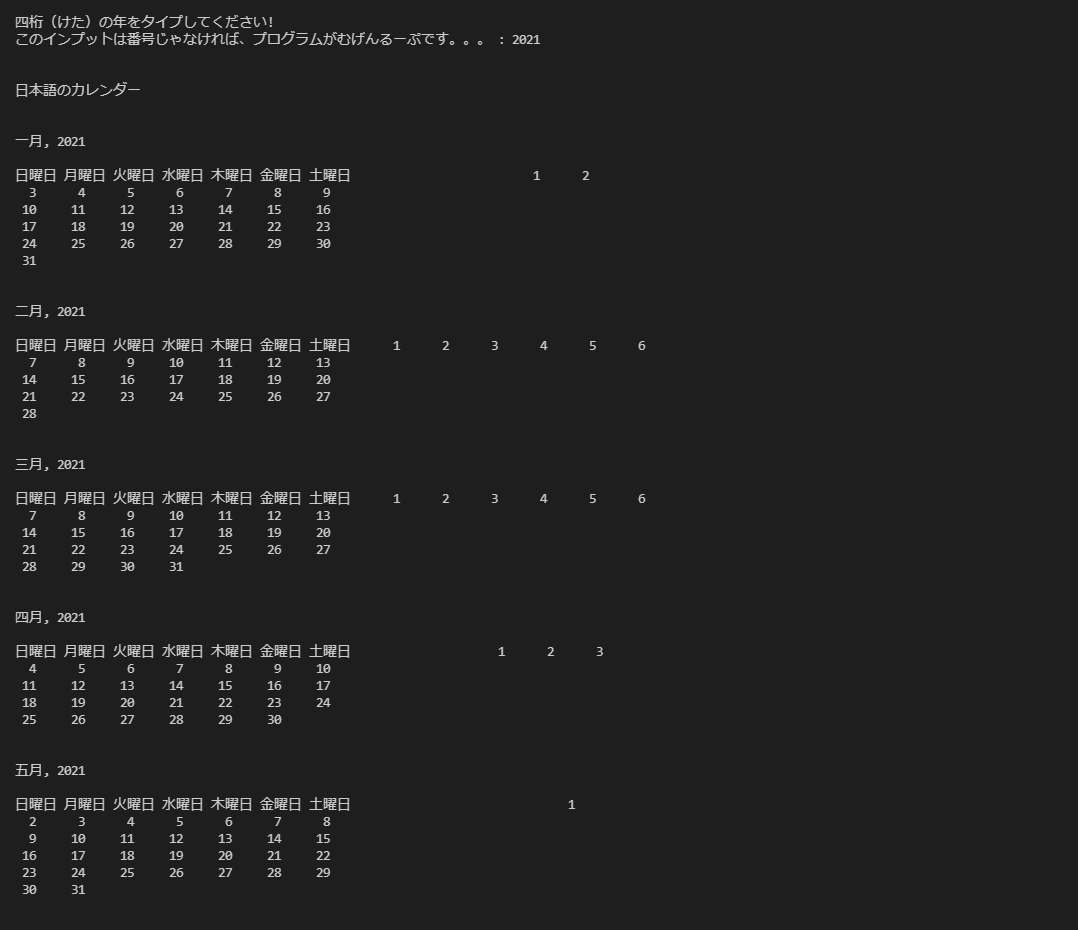 四桁（けた）の年をタイプしてください!
このインプットは番号じゃなければ、プログラムがむげんるーぷです。。。 : 2021
日本語のカレンダー
一月, 2021
日曜日 月曜日 火曜日 水曜日 木曜日 金曜日 土曜日 1 2
3 4 5 6 7 8 9
10 11 12 13 14 15 16
17 18 19 20 21 22 23
24 25 26 27 28 29 30
31
二月, 2021
日曜日 月曜日 火曜日 水曜日 木曜日 金曜日 土曜日 1 2 3 4 5 6
7 8 9 10 11 12 13
14 15 16 17 18 19 20
21 22 23 24 25 26 27
28
三月, 2021
日曜日 月曜日 火曜日 水曜日 木曜日 金曜日 土曜日 1 2 3 4 5 6
7 8 9 10 11 12 13
14 15 16 17 18 19 20
21 22 23 24 25 26 27
28 29 30 31
四月, 2021
日曜日 月曜日 火曜日 水曜日 木曜日 金曜日 土曜日 1 2 3
4 5 6 7 8 9 10
11 12 13 14 15 16 17
18 19 20 21 22 23 24
25 26 27 28 29 30
五月, 2021
日曜日 月曜日 火曜日 水曜日 木曜日 金曜日 土曜日 1
2 3 4 5 6 7 8
9 10 11 12 13 14 15
16 17 18 19 20 21 22
23 24 25 26 27 28 29
30 31